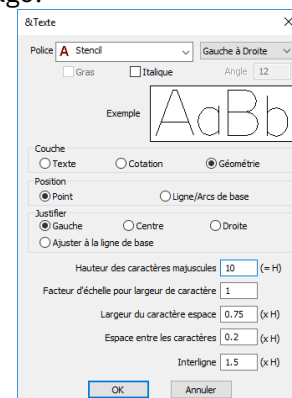 &Texte ×
Police A Stencil Gauche à Droite
Gras Italique Angle 12
Exemple AaBb
Couche
Texte Cotation Géométrie
Position
Point Ligne/Arcs de base
Justifier
Gauche Centre Droite
Ajuster à la ligne de base
Hauteur des caractères majuscules 10 (= H)
Facteur d'échelle pour largeur de caractère 1
Largeur du caractère espace 0.75 (x H)
Espace entre les caractères 0.2 (x H)
Interligne 1.5 (x H)
OK Annuler